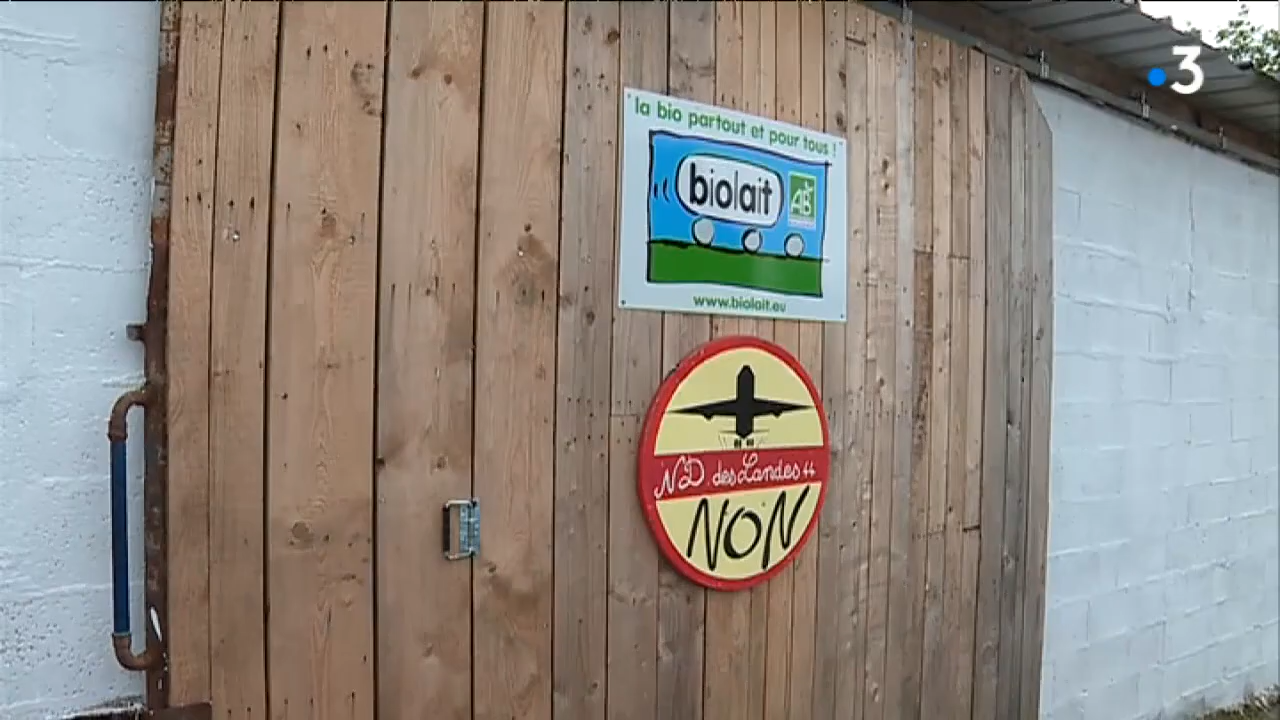 la bio partout et pour tous !
biolait
AB
www.biolait.eu
ND des Landes 44
NON
3